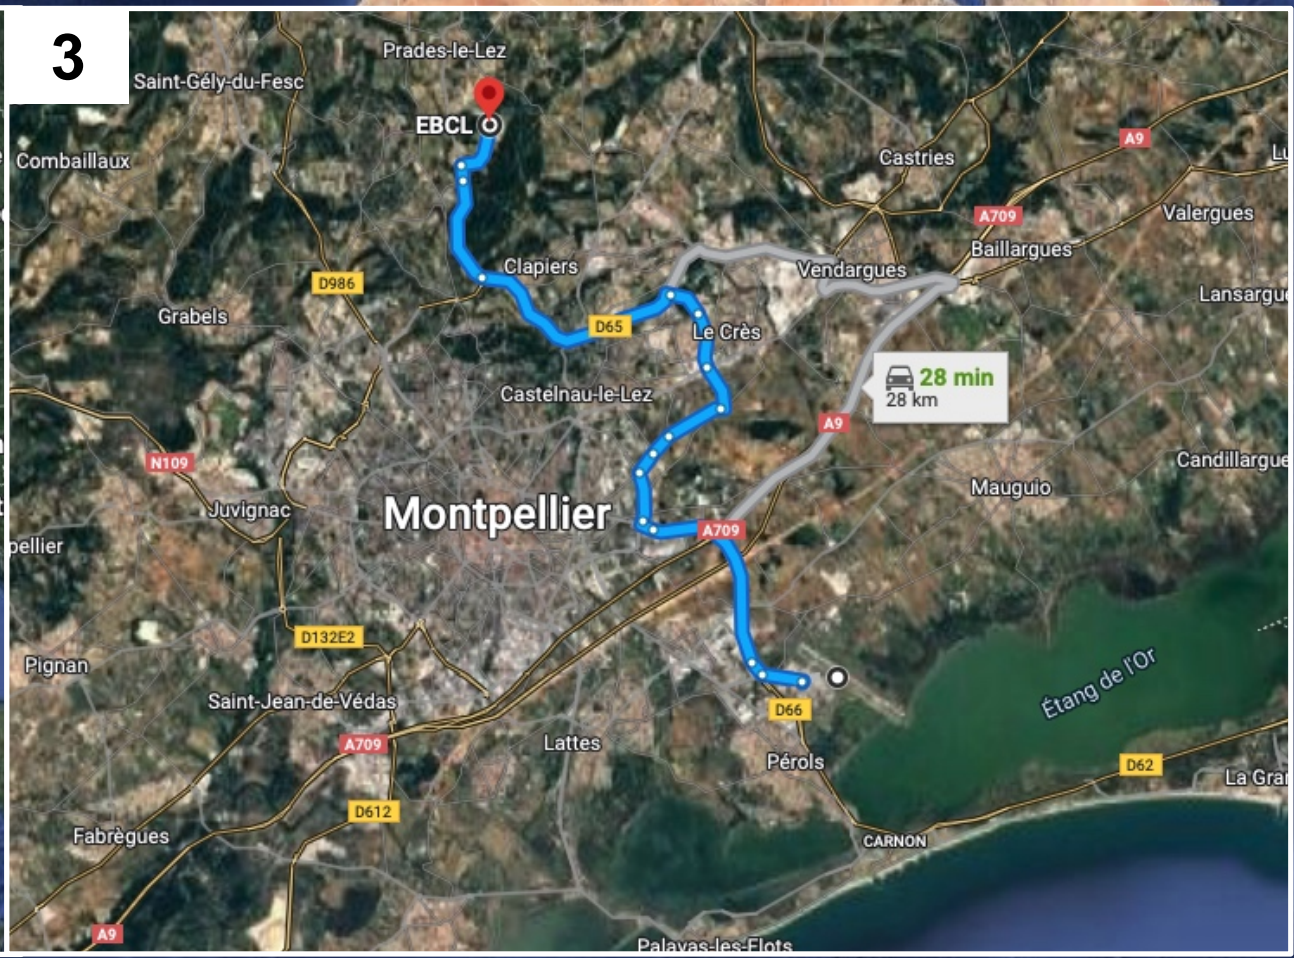 3
Prades-le-Lez
Saint-Gély-du-Fesc
EBCL
A9
Combaillaux
Castries
A709
Valergues
Baillargues
Clapiers
Vendargues
D986
Lansargue
Grabels
D65
Le Crès
28 min
28 km
Castelnau-le-Lez
A9
N109
Candillargue
Mauguio
Juvignac
Montpellier
A709
pellier
D132E2
Pignan
Étang de l'Or
Saint-Jean-de-Védas
D66
A709
Lattes
Pérols
D62
La Gra
D612
Fabrègues
CARNON
A9
Palavas-les-Flots